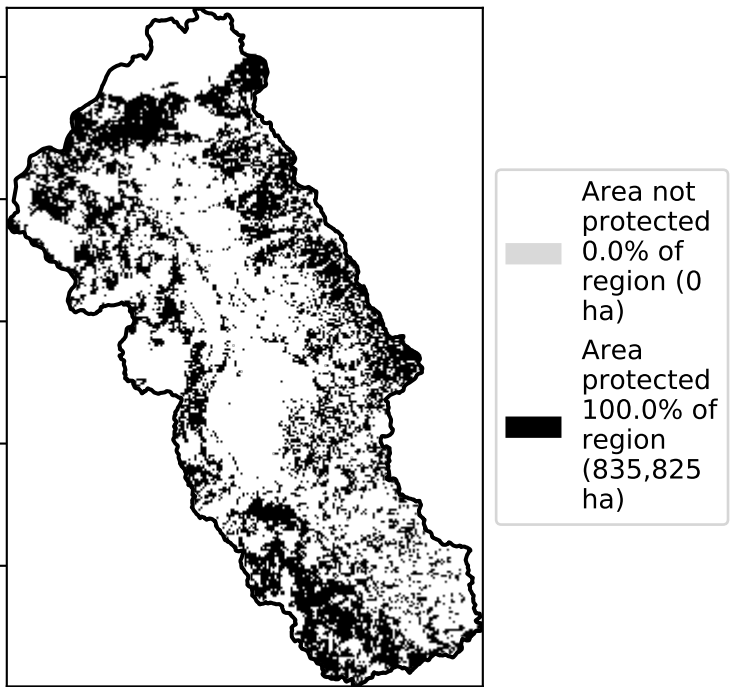 Area not
protected
0.0% of
region (0
ha)
Area
protected
100.0% of
region
(835,825
ha)